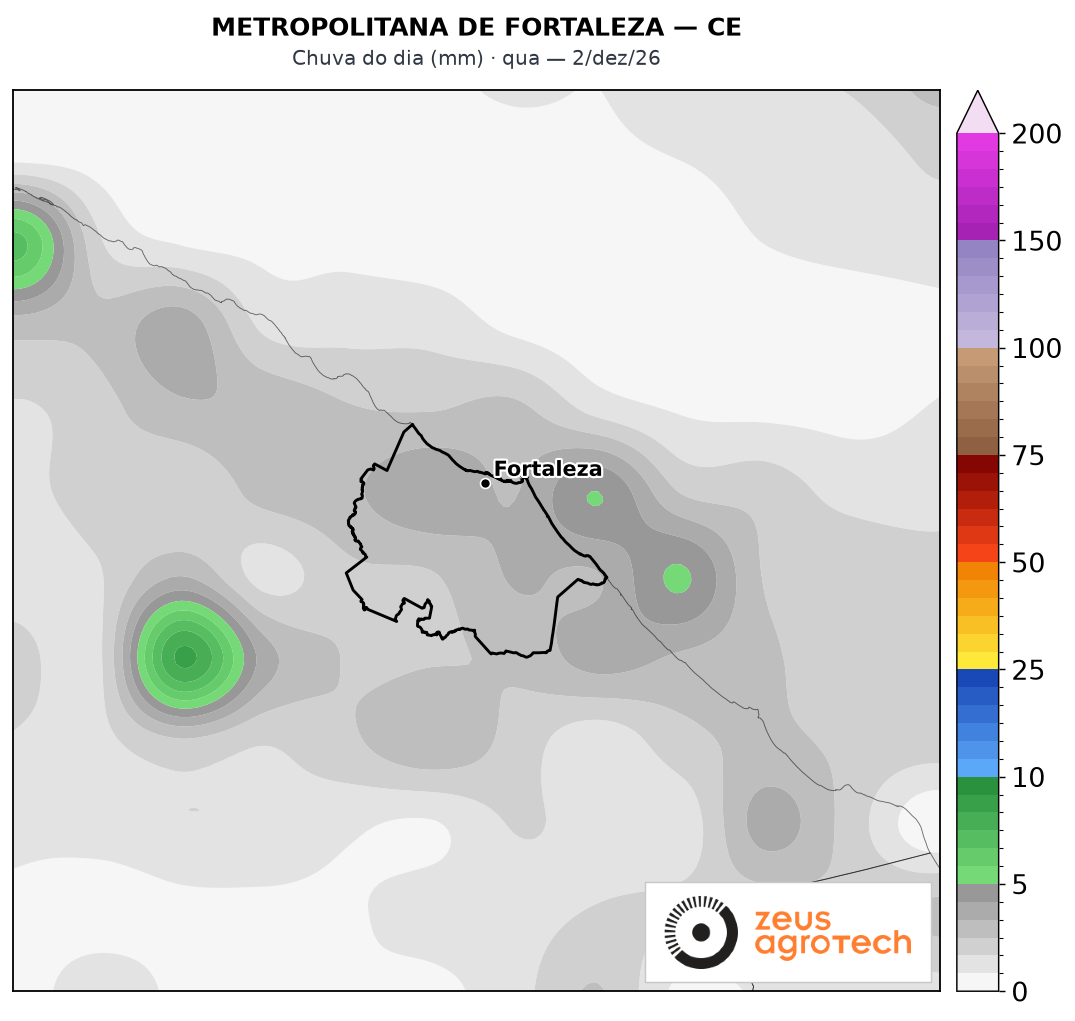 METROPOLITANA DE FORTALEZA — CE
Chuva do dia (mm) · qua — 2/dez/26
200
150
100
75
50
25
10
5
0
Fortaleza
zeus
agrotech